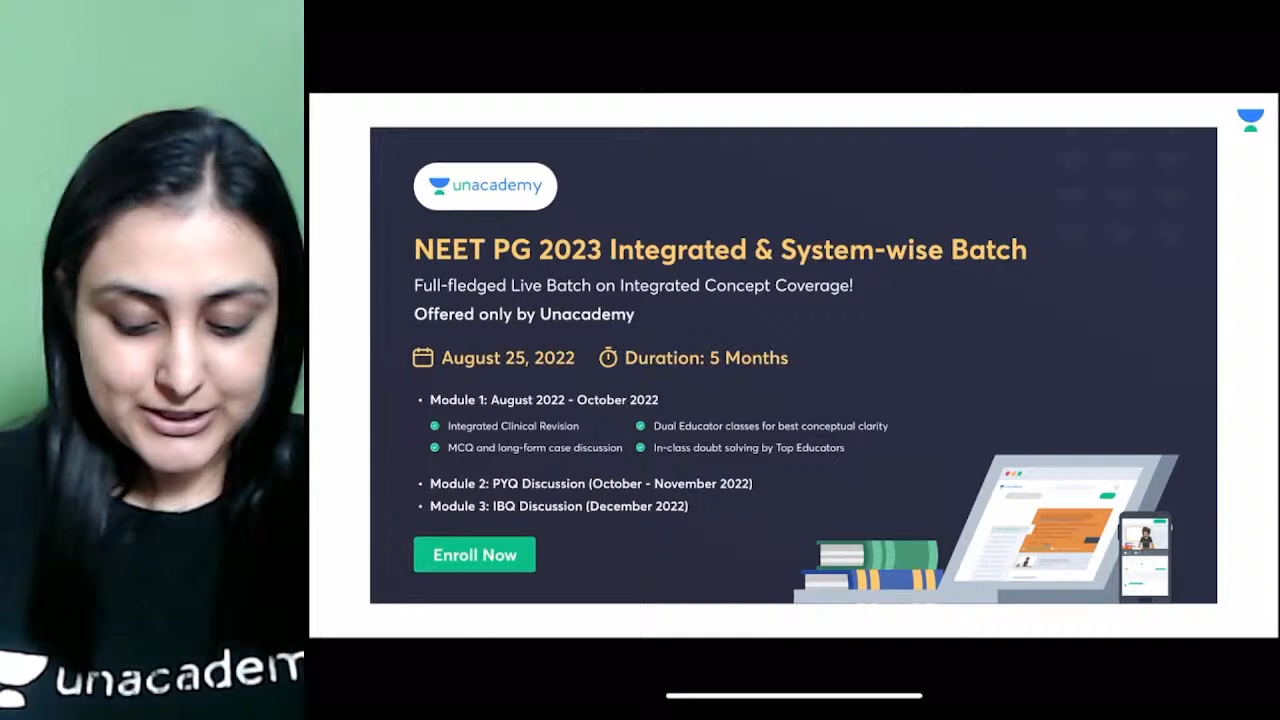 unacademy
NEET PG 2023 Integrated & System-wise Batch
Full-fledged Live Batch on Integrated Concept Coverage!
Offered only by Unacademy
August 25, 2022 Duration: 5 Months
• Module 1: August 2022 - October 2022
Integrated Clinical Revision Dual Educator classes for best conceptual clarity
MCQ and long-form case discussion In-class doubt solving by Top Educators
• Module 2: PYQ Discussion (October - November 2022)
• Module 3: IBQ Discussion (December 2022)
Enroll Now
unacadem